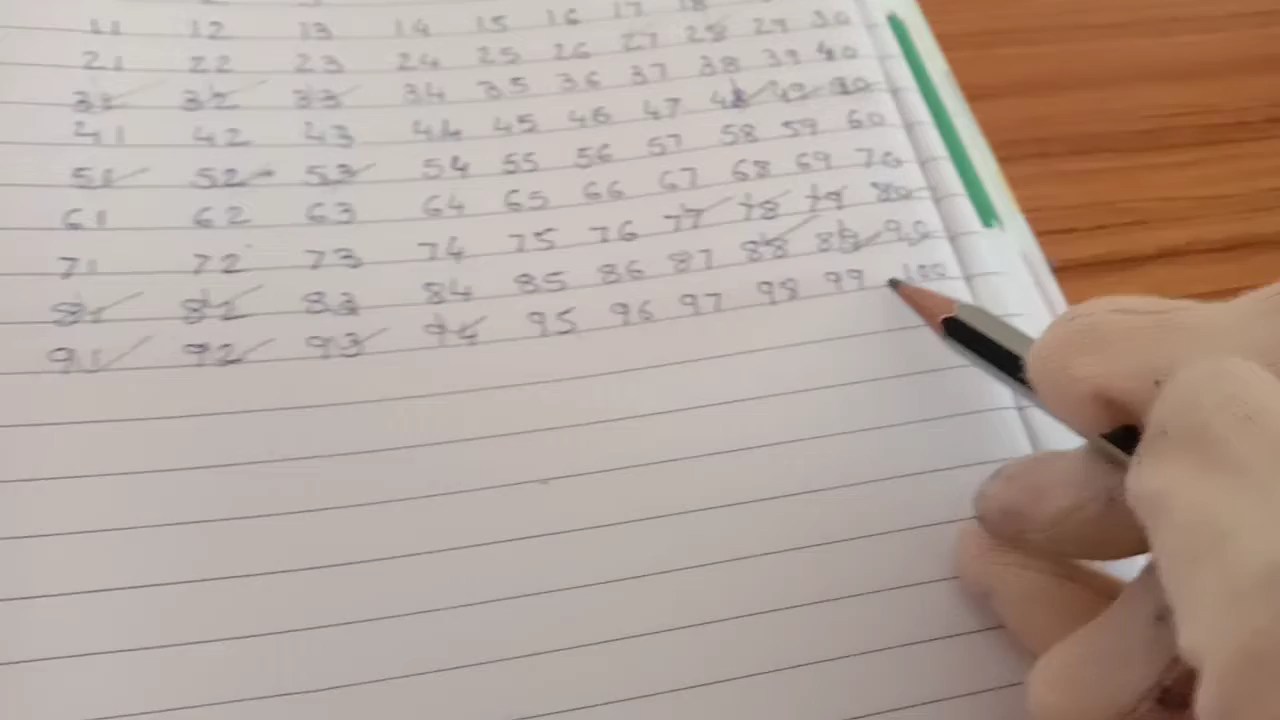 11 12 13 14 15 16 17 18
21 22 23 24 25 26 27 28 29 30
31 32 33 34 35 36 37 38 39 40
41 42 43 44 45 46 47 48 49 50
51 52 53 54 55 56 57 58 59 60
61 62 63 64 65 66 67 68 69 70
71 72 73 74 75 76 77 78 79 80
81 82 83 84 85 86 87 88 89 90
91 92 93 94 95 96 97 98 99 100